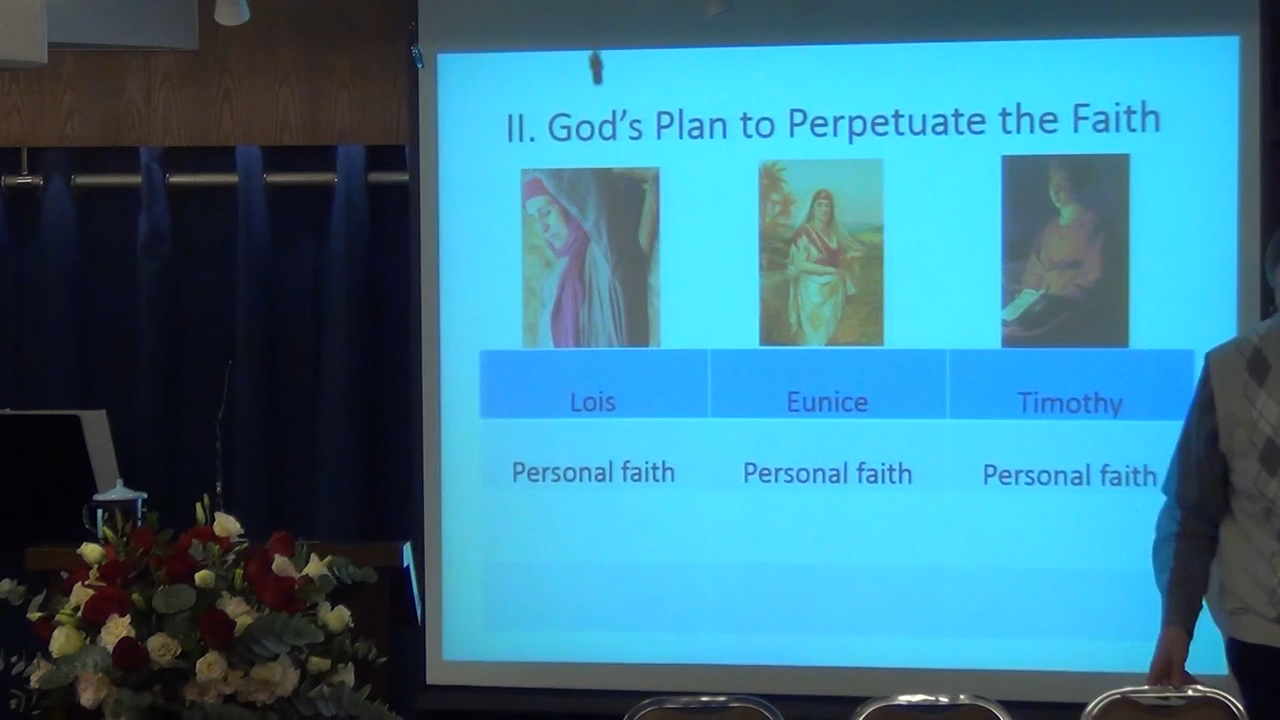 II. God's Plan to Perpetuate the Faith
Lois Eunice Timothy
Personal faith Personal faith Personal faith